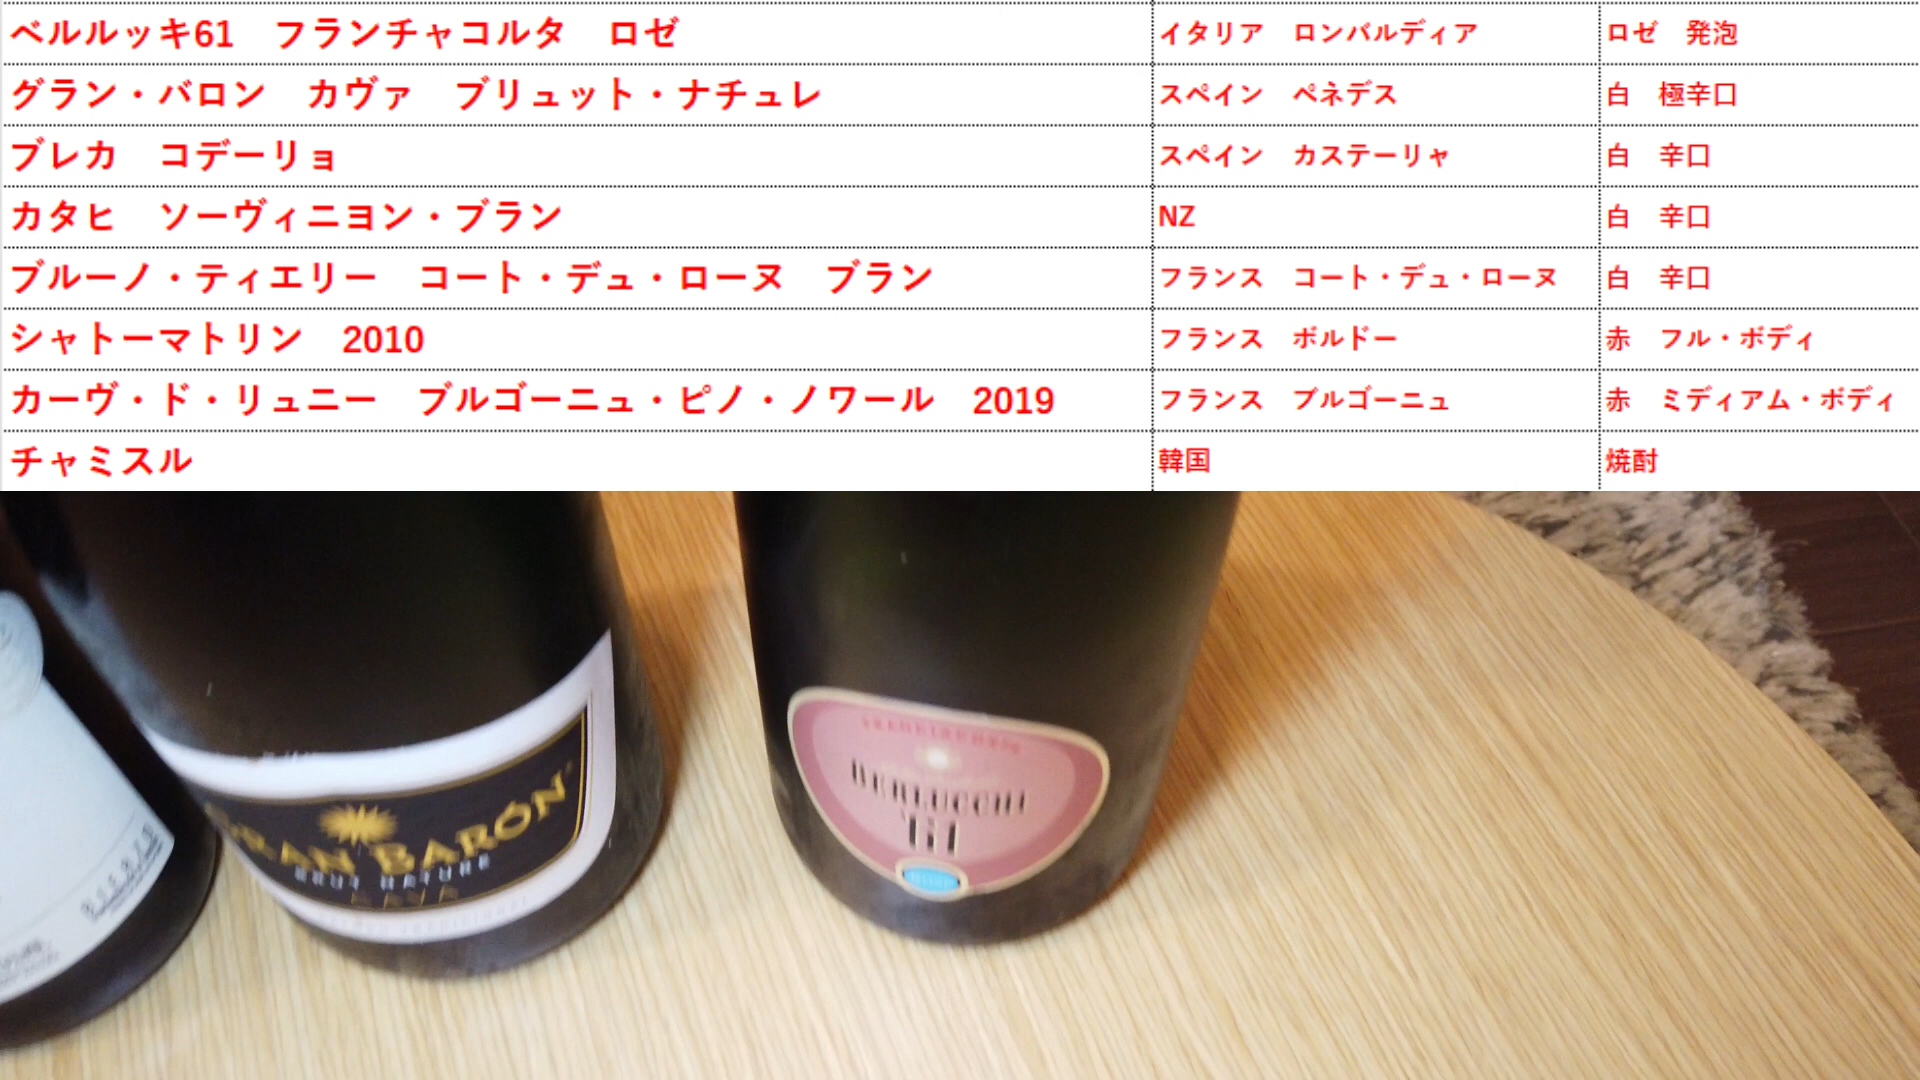 ベルルッキ61　フランチャコルタ　ロゼ　イタリア　ロンバルディア　ロゼ　発泡
グラン・バロン　カヴァ　ブリュット・ナチュレ　スペイン　ペネデス　白　極辛口
ブレカ　コデーリョ　スペイン　カステーリャ　白　辛口
カタヒ　ソーヴィニヨン・ブラン　NZ　白　辛口
ブルーノ・ティエリー　コート・デュ・ローヌ　ブラン　フランス　コート・デュ・ローヌ　白　辛口
シャトーマトリン　2010　フランス　ボルドー　赤　フル・ボディ
カーヴ・ド・リュニー　ブルゴーニュ・ピノ・ノワール　2019　フランス　ブルゴーニュ　赤　ミディアム・ボディ
チャミスル　韓国　焼酎
GRAN BARÓN
BRUT NATURE
CAVA
BERLUCCHI
'61